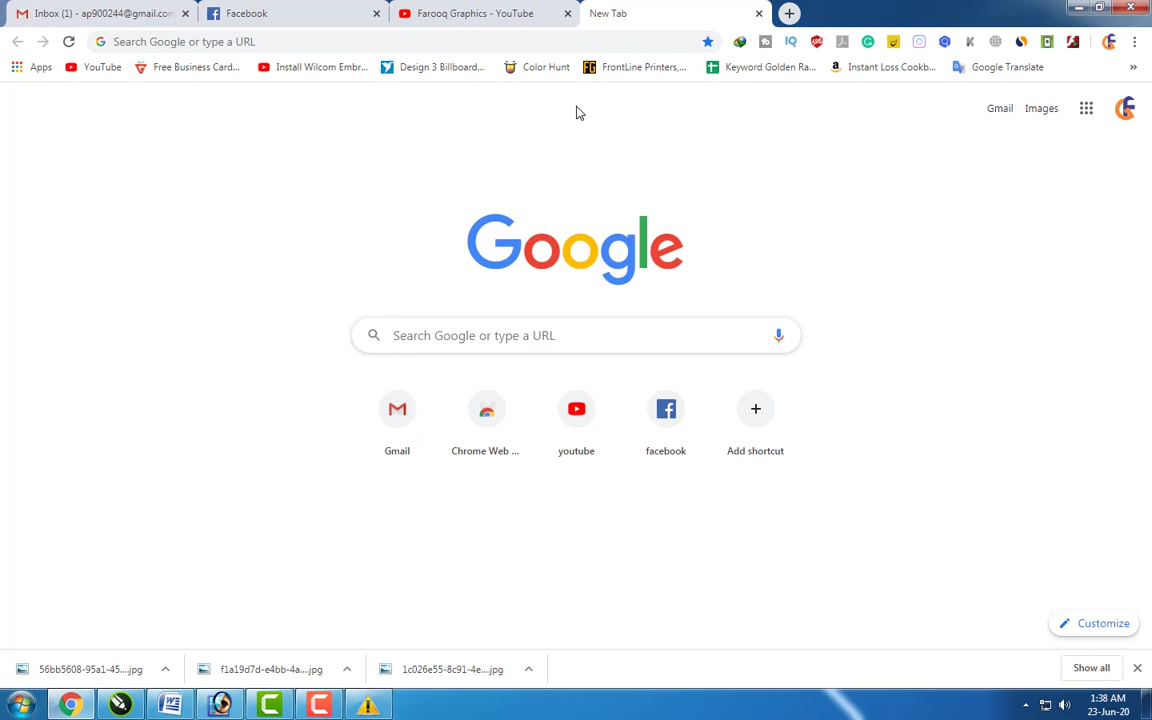 Inbox (1) - ap900244@gmail.com
Facebook
Farooq Graphics - YouTube
New Tab
Search Google or type a URL
Apps
YouTube
Free Business Card...
Install Wilcom Embr...
Design 3 Billboard...
Color Hunt
FrontLine Printers,...
Keyword Golden Ra...
Instant Loss Cookb...
Google Translate
»
Gmail
Images
Google
Search Google or type a URL
Gmail
Chrome Web ...
youtube
facebook
Add shortcut
Customize
56bb5608-95a1-45....jpg
f1a19d7d-e4bb-4a....jpg
1c026e55-8c91-4e....jpg
Show all
1:38 AM
23-Jun-20